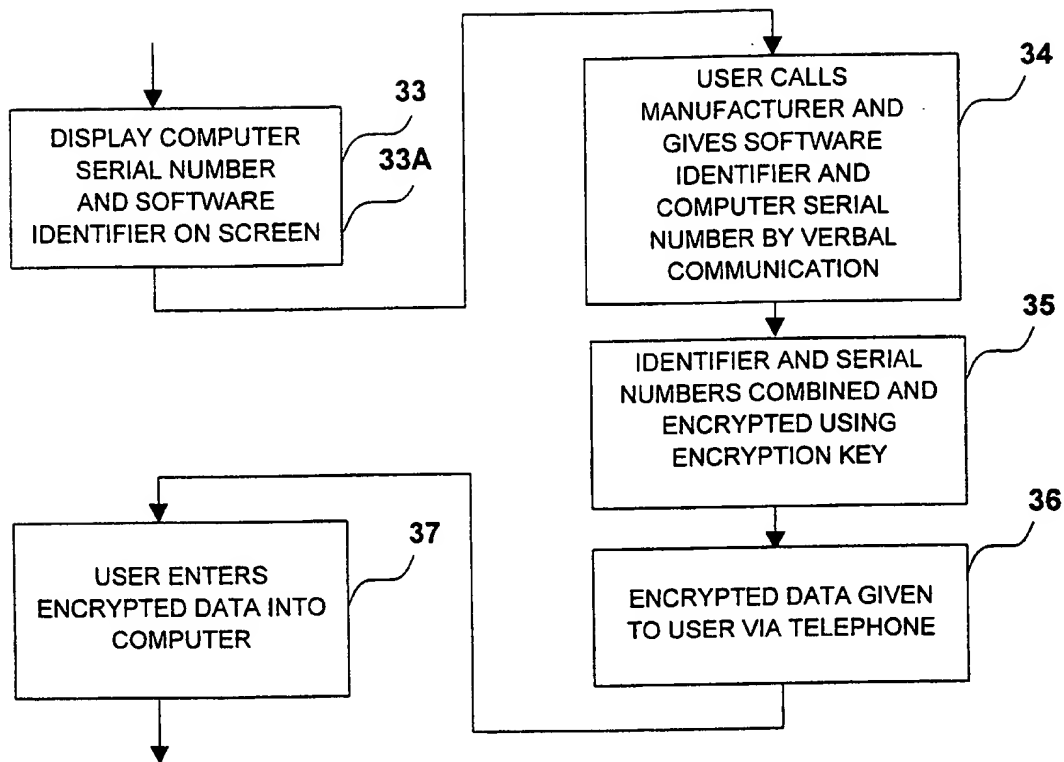 33
DISPLAY COMPUTER
SERIAL NUMBER
AND SOFTWARE
IDENTIFIER ON SCREEN
33A
34
USER CALLS
MANUFACTURER AND
GIVES SOFTWARE
IDENTIFIER AND
COMPUTER SERIAL
NUMBER BY VERBAL
COMMUNICATION
35
IDENTIFIER AND SERIAL
NUMBERS COMBINED AND
ENCRYPTED USING
ENCRYPTION KEY
36
ENCRYPTED DATA GIVEN
TO USER VIA TELEPHONE
37
USER ENTERS
ENCRYPTED DATA INTO
COMPUTER